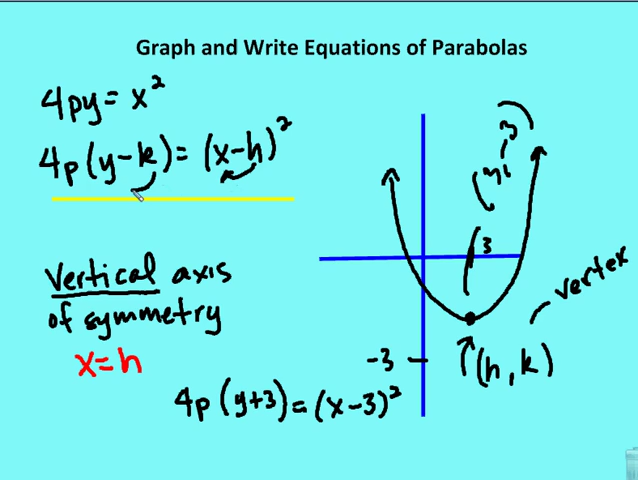 Graph and Write Equations of Parabolas
4py = x²
4p(y-k) = (x-h)²
Vertical axis
of symmetry
x=h
3
-3
vertex
(h, k)
4p(y+3) = (x-3)²